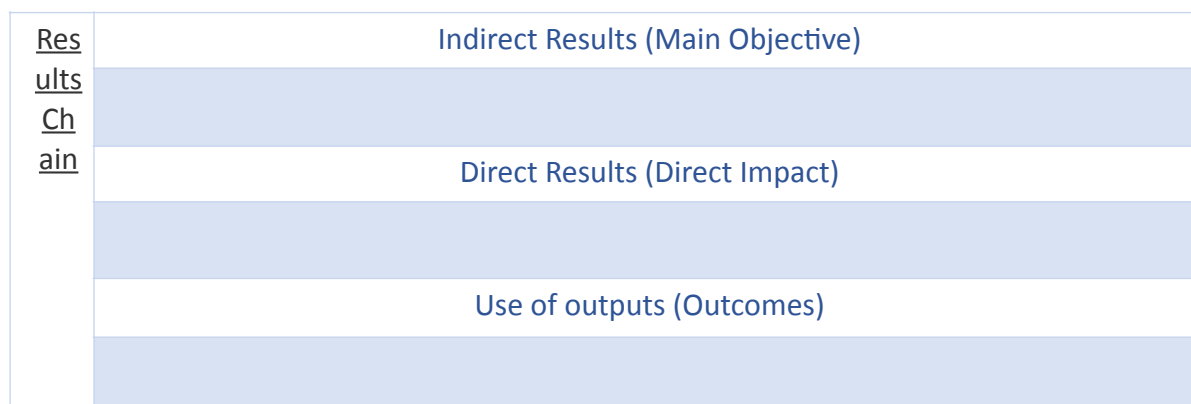 Res
ults
Ch
ain
Indirect Results (Main Objective)
Direct Results (Direct Impact)
Use of outputs (Outcomes)